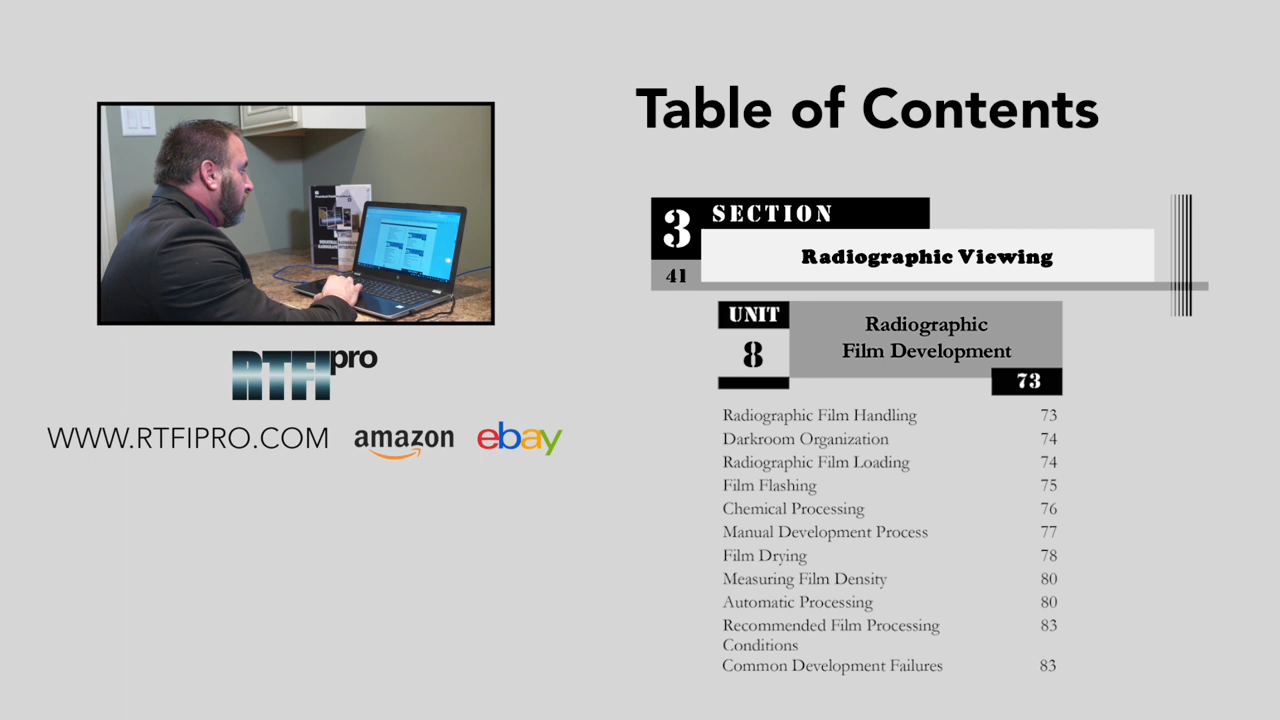 Table of Contents
3 SECTION
Radiographic Viewing
41
UNIT
8
Radiographic
Film Development
73
Radiographic Film Handling 73
Darkroom Organization 74
Radiographic Film Loading 74
Film Flashing 75
Chemical Processing 76
Manual Development Process 77
Film Drying 78
Measuring Film Density 80
Automatic Processing 80
Recommended Film Processing 83
Conditions
Common Development Failures 83
RTFI pro
WWW.RTFIPRO.COM amazon ebay